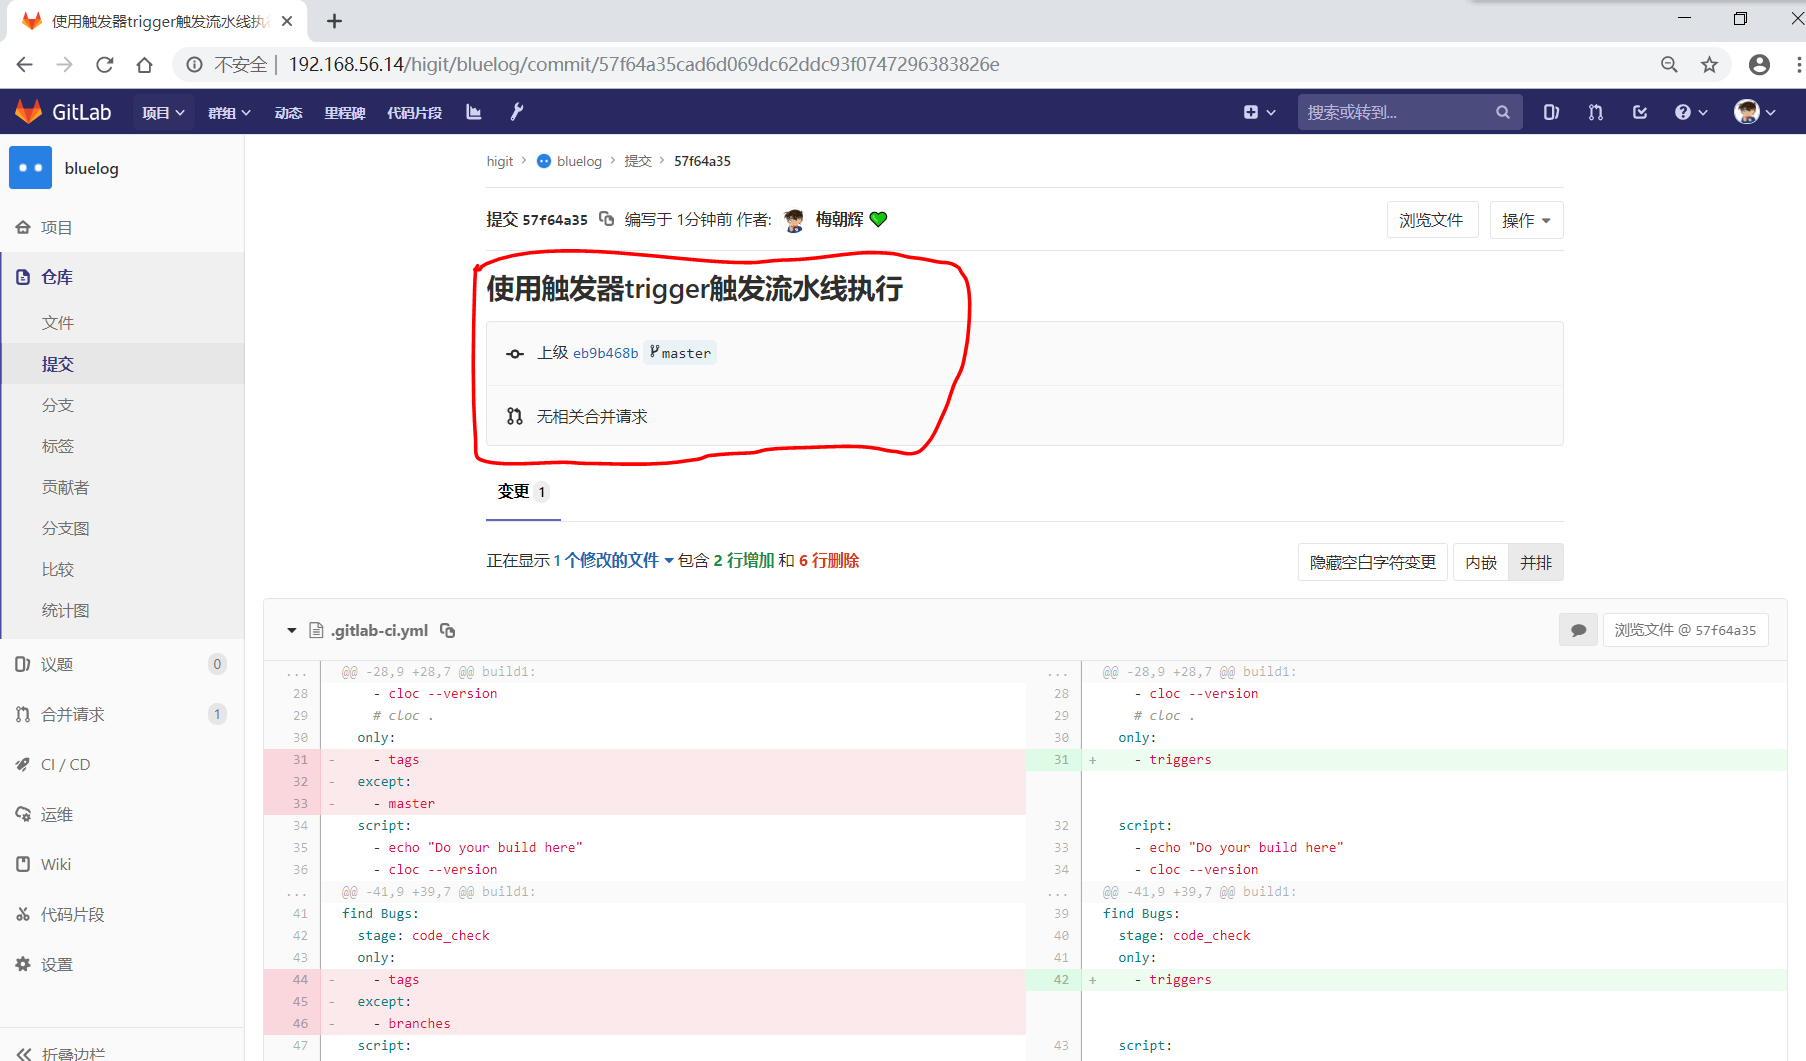 使用触发器trigger触发流水线执行
不安全 | 192.168.56.14/higit/bluelog/commit/57f64a35cad6d069dc62ddc93f0747296383826e
GitLab 项目 群组 动态 里程碑 代码片段 搜索或转到...
bluelog
项目
仓库
文件
提交
分支
标签
贡献者
分支图
比较
统计图
议题 0
合并请求 1
CI / CD
运维
Wiki
代码片段
设置
折叠边栏
higit › bluelog › 提交 › 57f64a35
提交 57f64a35 编写于 1分钟前 作者: 梅朝辉 💚 浏览文件 操作
使用触发器trigger触发流水线执行
上级 eb9b468b master
无相关合并请求
变更 1
正在显示 1 个修改的文件 包含 2 行增加 和 6 行删除 隐藏空白字符变更 内嵌 并排
.gitlab-ci.yml 浏览文件 @ 57f64a35
... @@ -28,9 +28,7 @@ build1: ... @@ -28,9 +28,7 @@ build1:
28 - cloc --version 28 - cloc --version
29 # cloc . 29 # cloc .
30 only: 30 only:
31 - - tags 31 + - triggers
32 - except:
33 - - master
34 script: 32 script:
35 - echo "Do your build here" 33 - echo "Do your build here"
36 - cloc --version 34 - cloc --version
... @@ -41,9 +39,7 @@ build1: ... @@ -41,9 +39,7 @@ build1:
41 find Bugs: 39 find Bugs:
42 stage: code_check 40 stage: code_check
43 only: 41 only:
44 - - tags 42 + - triggers
45 - except:
46 - - branches
47 script: 43 script: